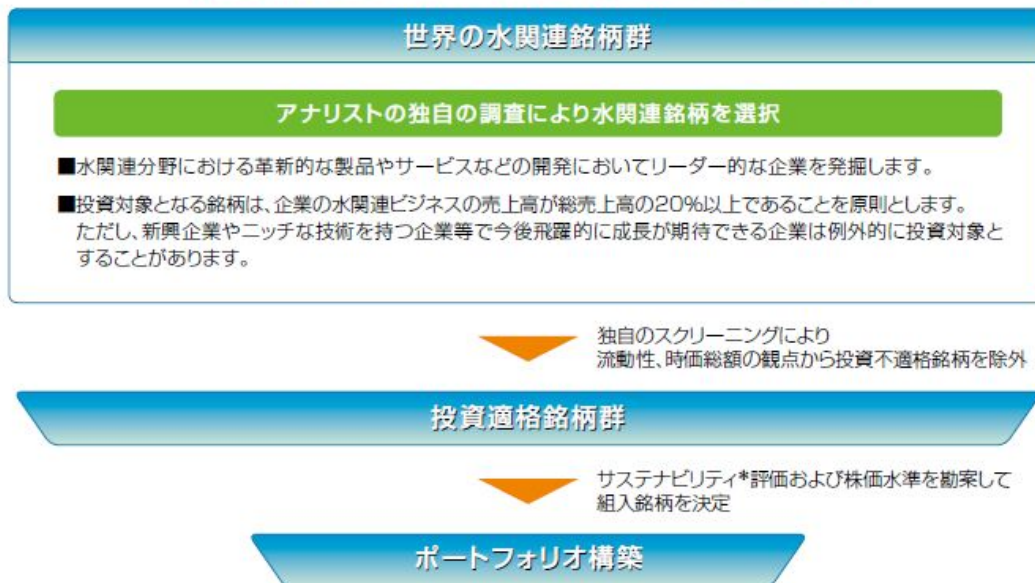 世界の水関連銘柄群
アナリストの独自の調査により水関連銘柄を選択
■水関連分野における革新的な製品やサービスなどの開発においてリーダー的な企業を発掘します。
■投資対象となる銘柄は、企業の水関連ビジネスの売上高が総売上高の20%以上であることを原則とします。
ただし、新興企業やニッチな技術を持つ企業等で今後飛躍的に成長が期待できる企業は例外的に投資対象と
することがあります。
独自のスクリーニングにより
流動性、時価総額の観点から投資不適格銘柄を除外
投資適格銘柄群
サステナビリティ*評価および株価水準を勘案して
組入銘柄を決定
ポートフォリオ構築